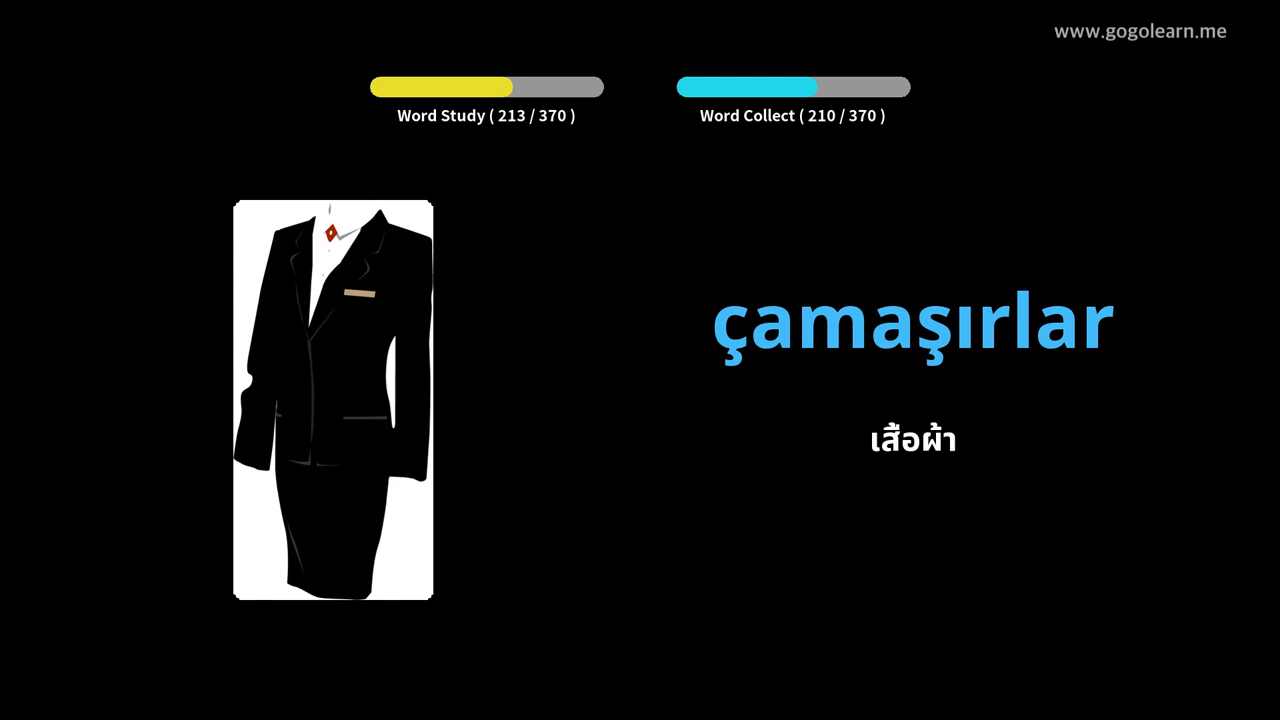 www.gogolearn.me
Word Study ( 213 / 370 )
Word Collect ( 210 / 370 )
çamaşırlar
เสื้อผ้า